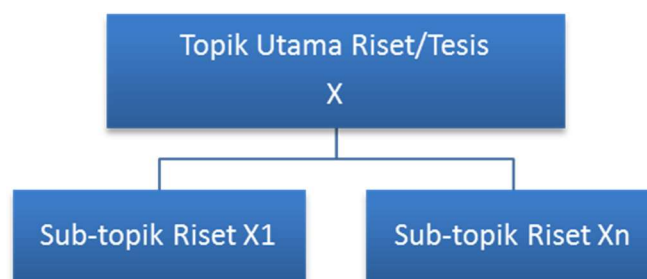 Topik Utama Riset/Tesis
X
Sub-topik Riset X1
Sub-topik Riset Xn